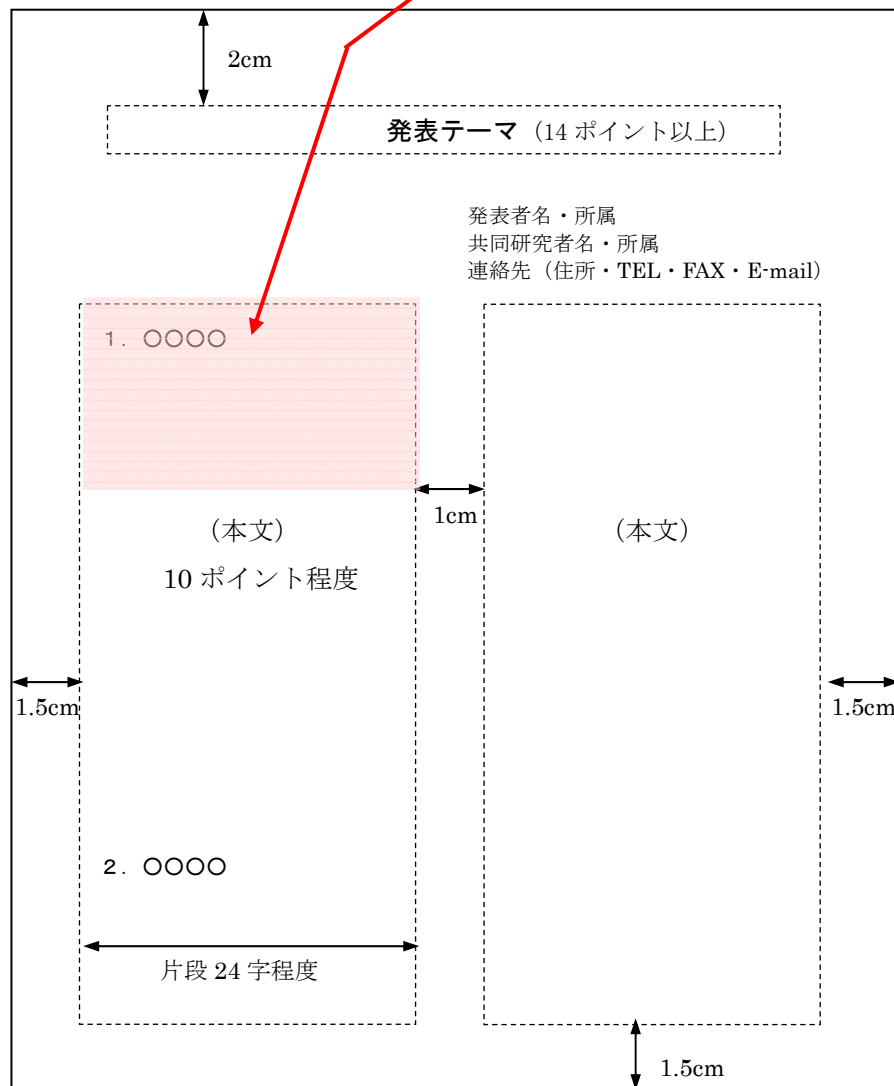 2cm
発表テーマ（14 ポイント以上）
発表者名・所属
共同研究者名・所属
連絡先（住所・TEL・FAX・E-mail）
１．○○○○
1cm
（本文）
10 ポイント程度
（本文）
1.5cm
1.5cm
２．○○○○
片段 24 字程度
1.5cm